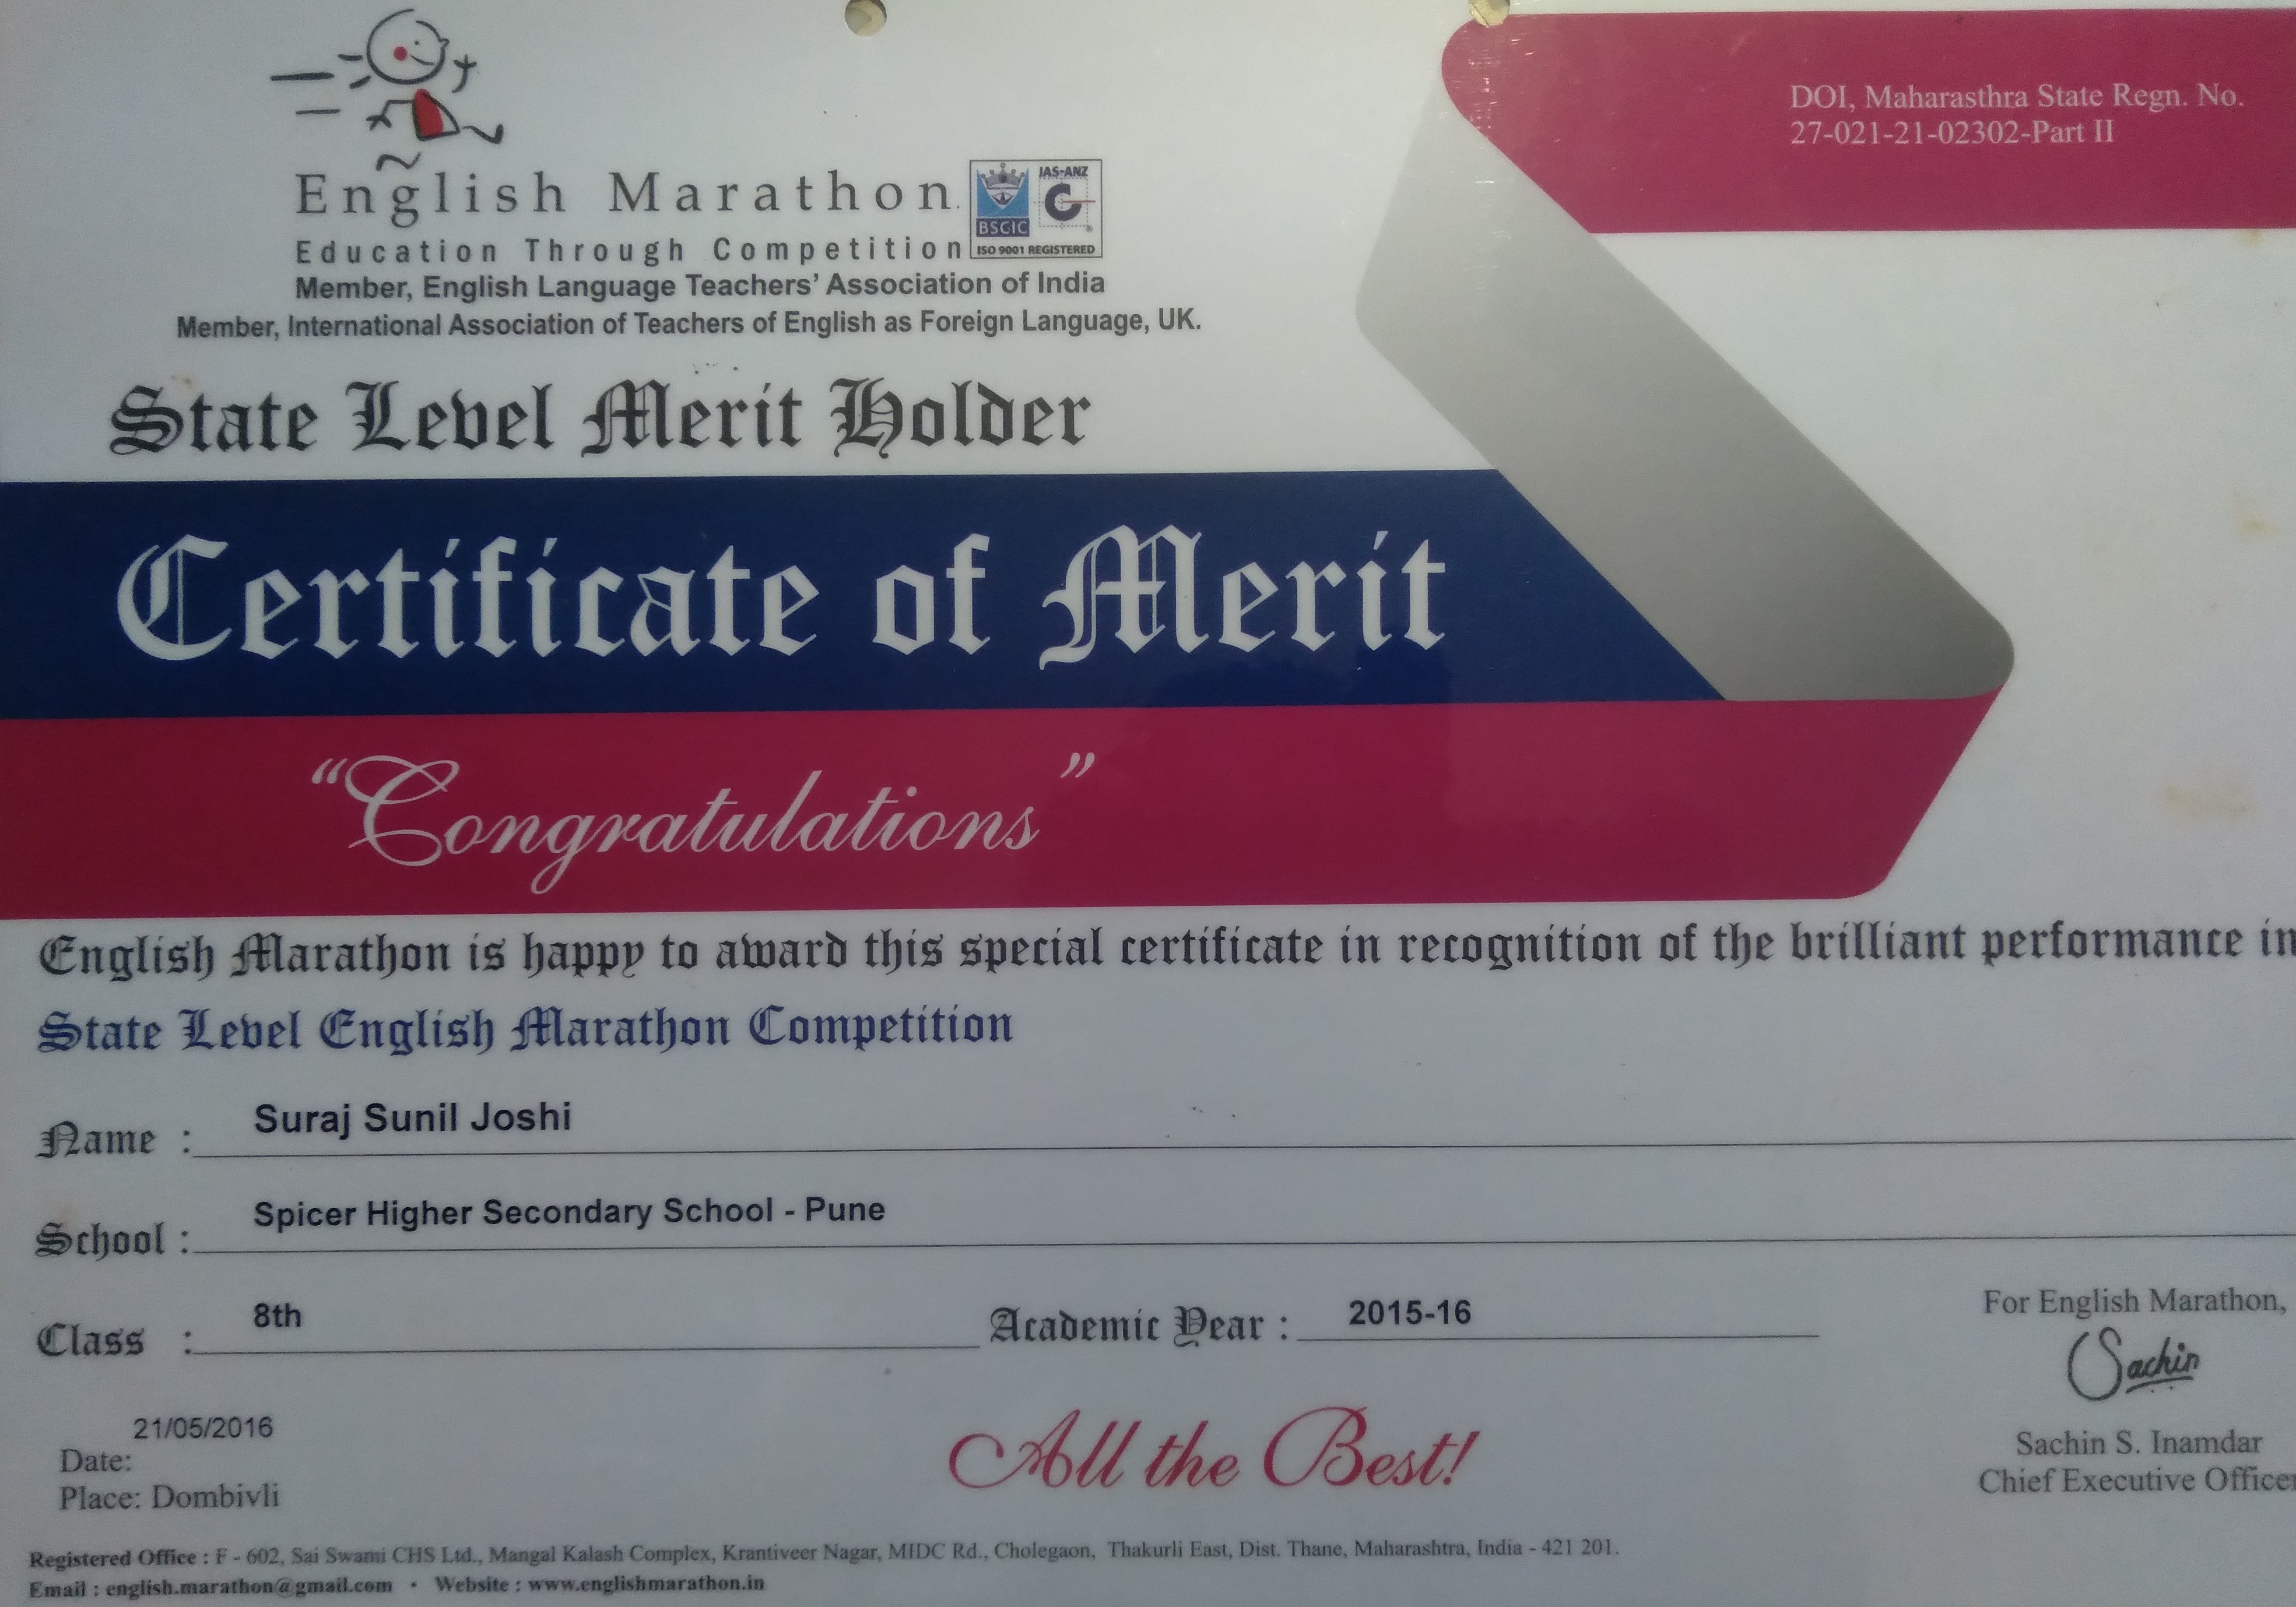 DOI, Maharasthra State Regn. No.
27-021-21-02302-Part II
English Marathon.
Education Through Competition
BSCIC
JAS-ANZ
ISO 9001 REGISTERED
Member, English Language Teachers' Association of India
Member, International Association of Teachers of English as Foreign Language, UK.
State Level Merit Holder
Certificate of Merit
"Congratulations"
English Marathon is happy to award this special certificate in recognition of the brilliant performance in
State Level English Marathon Competition
Name : Suraj Sunil Joshi
School : Spicer Higher Secondary School - Pune
Class : 8th Academic Year : 2015-16
For English Marathon,
Sachin
21/05/2016
Date:
Place: Dombivli
All the Best!
Sachin S. Inamdar
Chief Executive Officer
Registered Office : F - 602, Sai Swami CHS Ltd., Mangal Kalash Complex, Krantiveer Nagar, MIDC Rd., Cholegaon, Thakurli East, Dist. Thane, Maharashtra, India - 421 201.
Email : english.marathon@gmail.com • Website : www.englishmarathon.in